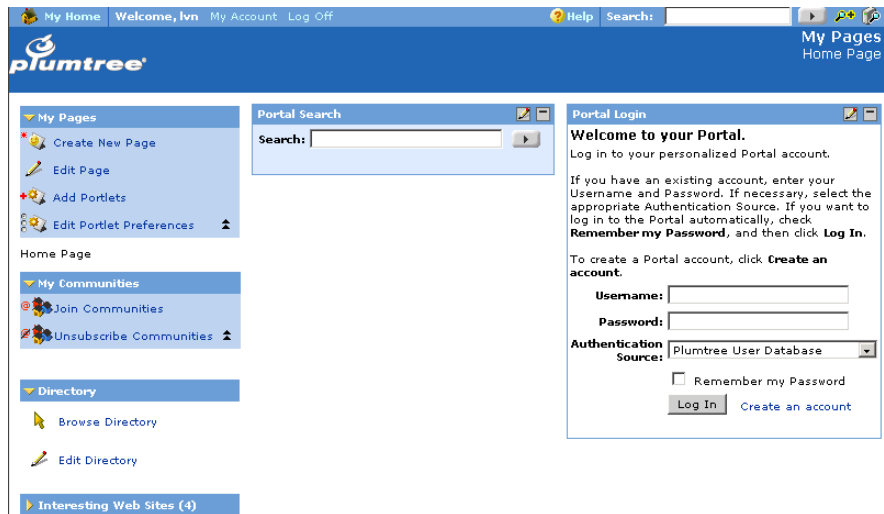 My Home Welcome, lvn My Account Log Off Help Search:
plumtree
My Pages
Home Page
My Pages
Create New Page
Edit Page
Add Portlets
Edit Portlet Preferences
Home Page
My Communities
Join Communities
Unsubscribe Communities
Directory
Browse Directory
Edit Directory
Interesting Web Sites (4)
Portal Search
Search:
Portal Login
Welcome to your Portal.
Log in to your personalized Portal account.
If you have an existing account, enter your
Username and Password. If necessary, select the
appropriate Authentication Source. If you want to
log in to the Portal automatically, check
Remember my Password, and then click Log In.
To create a Portal account, click Create an
account.
Username:
Password:
Authentication
Source: Plumtree User Database
Remember my Password
Log In Create an account